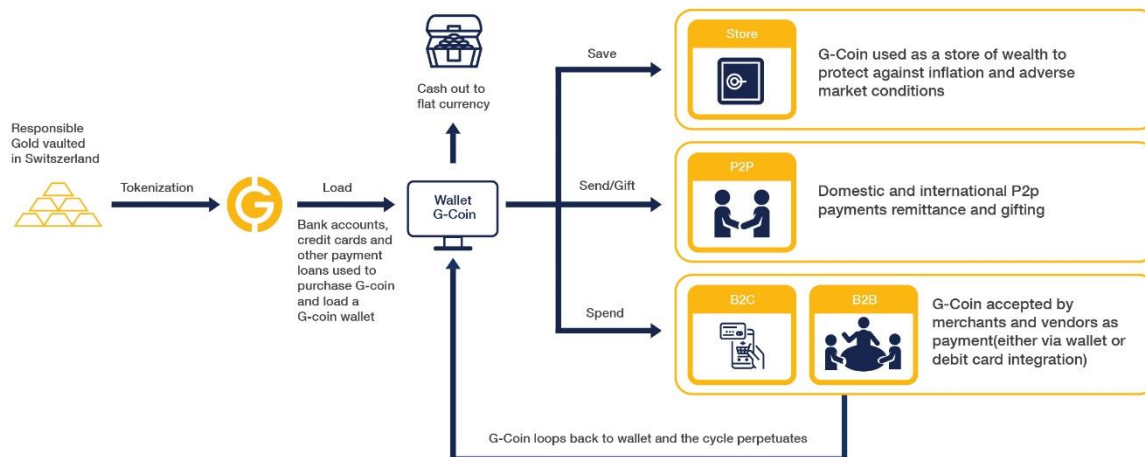 Responsible
Gold vaulted
in Switszerland
Tokenization
G
Load
Bank accounts,
credit cards and
other payment
loans used to
purchase G-coin
and load a
G-coin wallet
Cash out to
flat currency
Wallet
G-Coin
Save
Send/Gift
Spend
Store
G-Coin used as a store of wealth to
protect against inflation and adverse
market conditions
P2P
Domestic and international P2p
payments remittance and gifting
B2C
B2B
G-Coin accepted by
merchants and vendors as
payment(either via wallet or
debit card integration)
G-Coin loops back to wallet and the cycle perpetuates